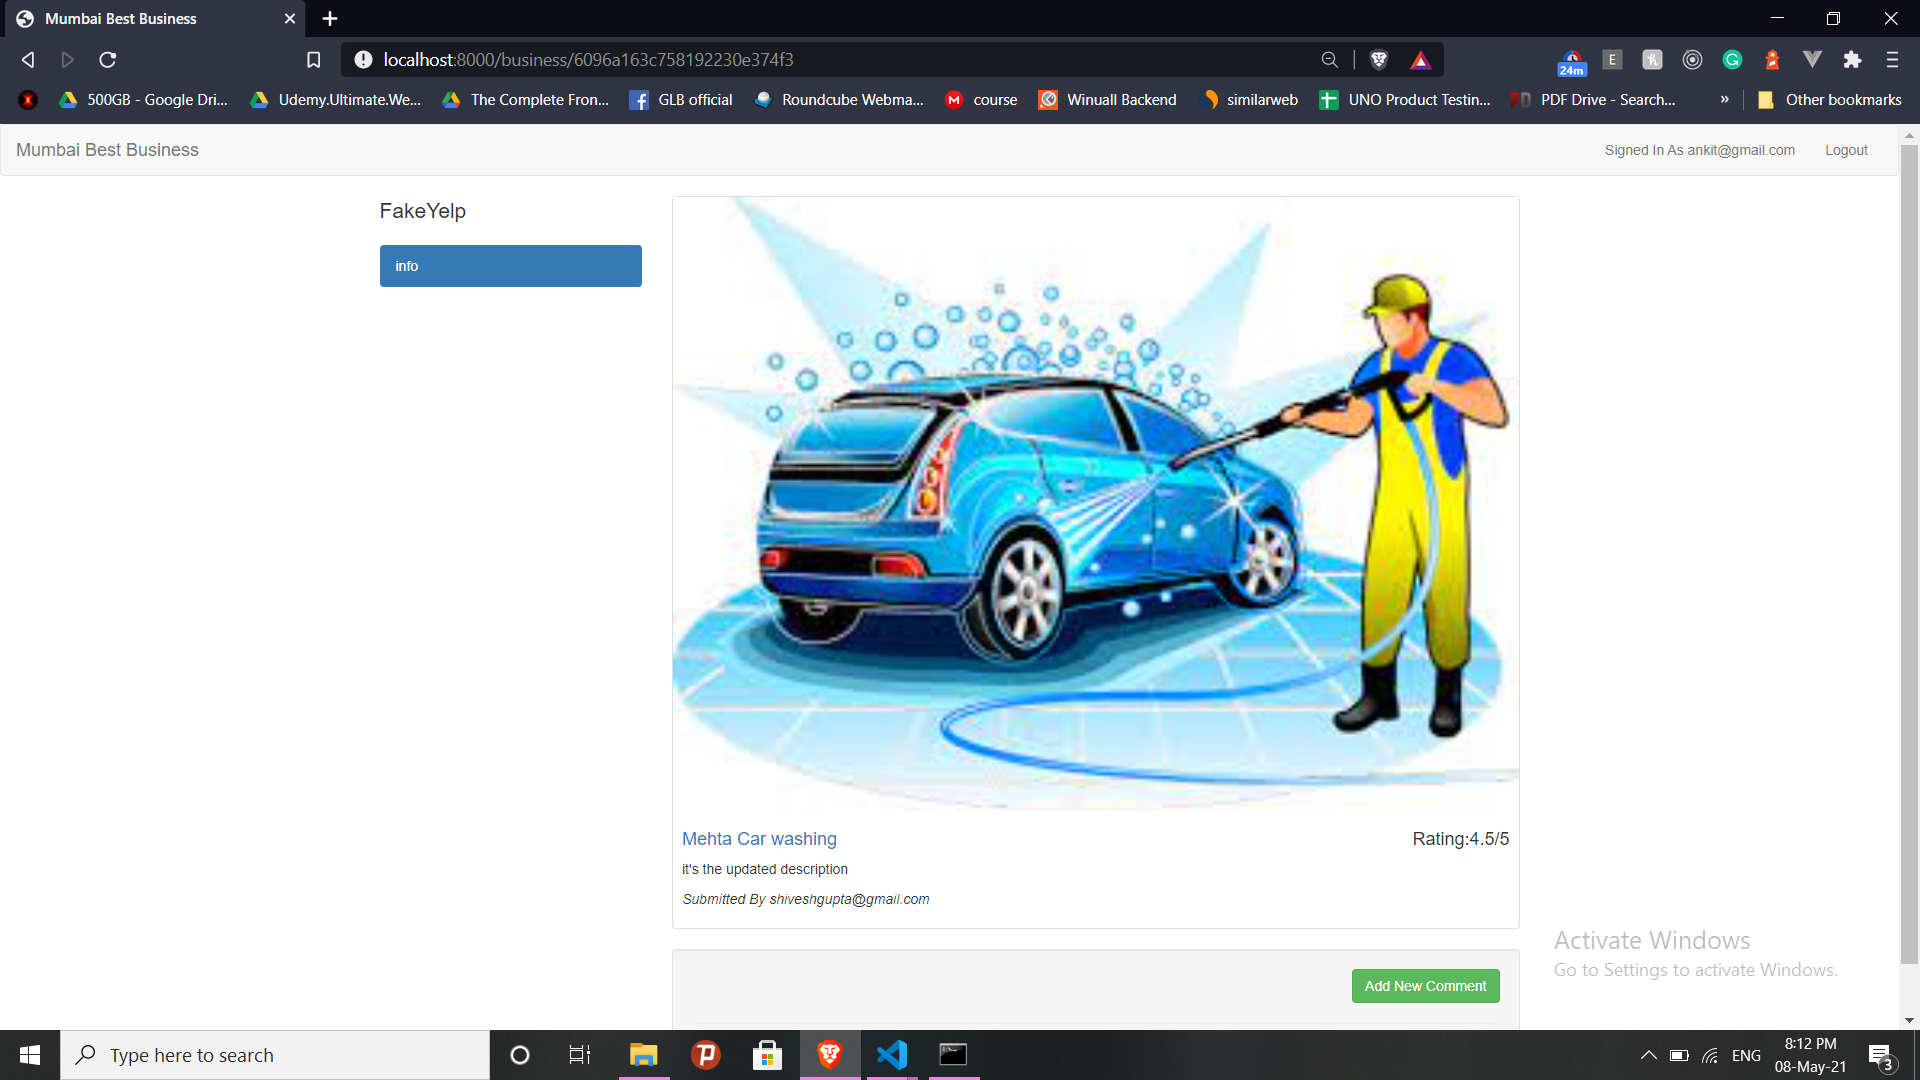 Mumbai Best Business
localhost:8000/business/6096a163c758192230e374f3
24m
E
500GB - Google Dri...
Udemy.Ultimate.We...
The Complete Fron...
GLB official
Roundcube Webma...
course
Winuall Backend
similarweb
UNO Product Testin...
PDF Drive - Search...
»
Other bookmarks
Mumbai Best Business
Signed In As ankit@gmail.com
Logout
FakeYelp
info
Mehta Car washing
Rating:4.5/5
it's the updated description
Submitted By shiveshgupta@gmail.com
Add New Comment
Activate Windows
Go to Settings to activate Windows.
Type here to search
ENG
8:12 PM
08-May-21
3